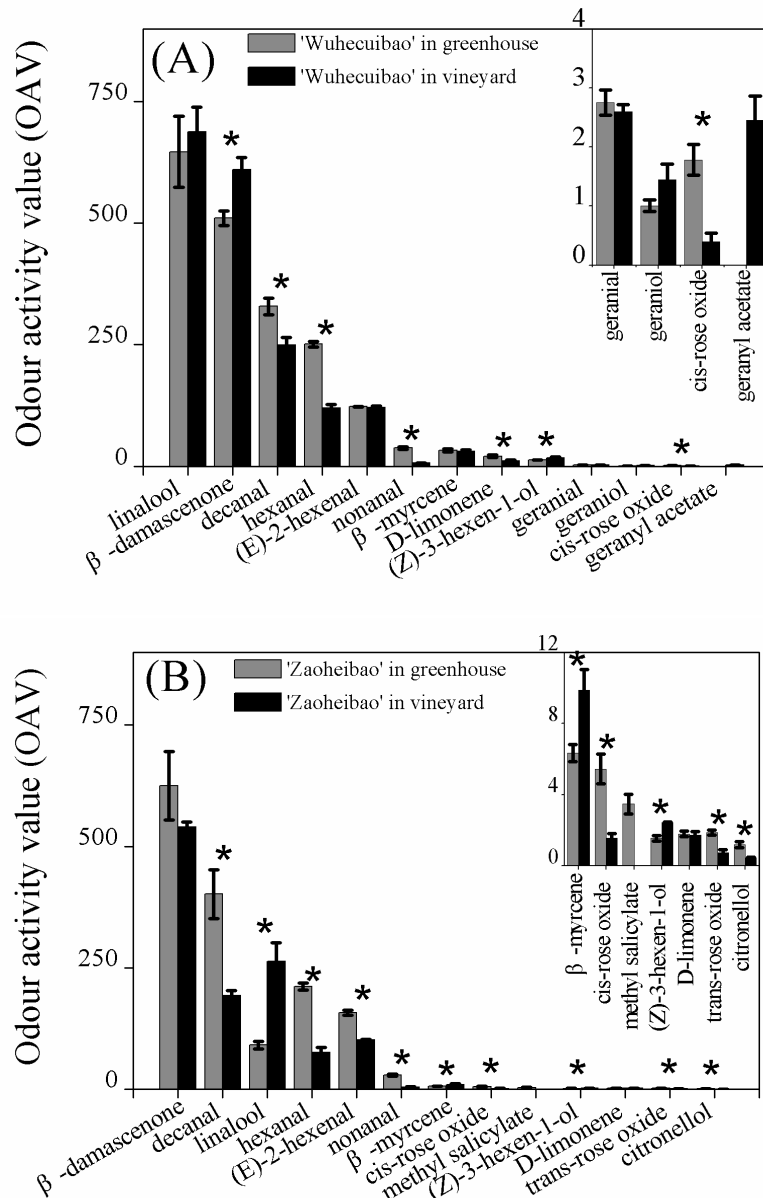 (A)
'Wuhecuibao' in greenhouse
'Wuhecuibao' in vineyard
Odour activity value (OAV)
750
500
250
0
linalool
β -damascenone
decanal
hexanal
(E)-2-hexenal
nonanal
β -myrcene
D-limonene
(Z)-3-hexen-1-ol
geranial
geraniol
cis-rose oxide
geranyl acetate
*
*
*
*
*
*
*
4
3
2
1
0
*
geranial
geraniol
cis-rose oxide
geranyl acetate
(B)
'Zaoheibao' in greenhouse
'Zaoheibao' in vineyard
Odour activity value (OAV)
750
500
250
0
*
*
*
*
*
*
*
*
*
*
β -damascenone
decanal
linalool
hexanal
(E)-2-hexenal
nonanal
β -myrcene
cis-rose oxide
methyl salicylate
(Z)-3-hexen-1-ol
D-limonene
trans-rose oxide
citronellol
12
8
4
0
*
*
*
*
*
β -myrcene
cis-rose oxide
methyl salicylate
(Z)-3-hexen-1-ol
D-limonene
trans-rose oxide
citronellol